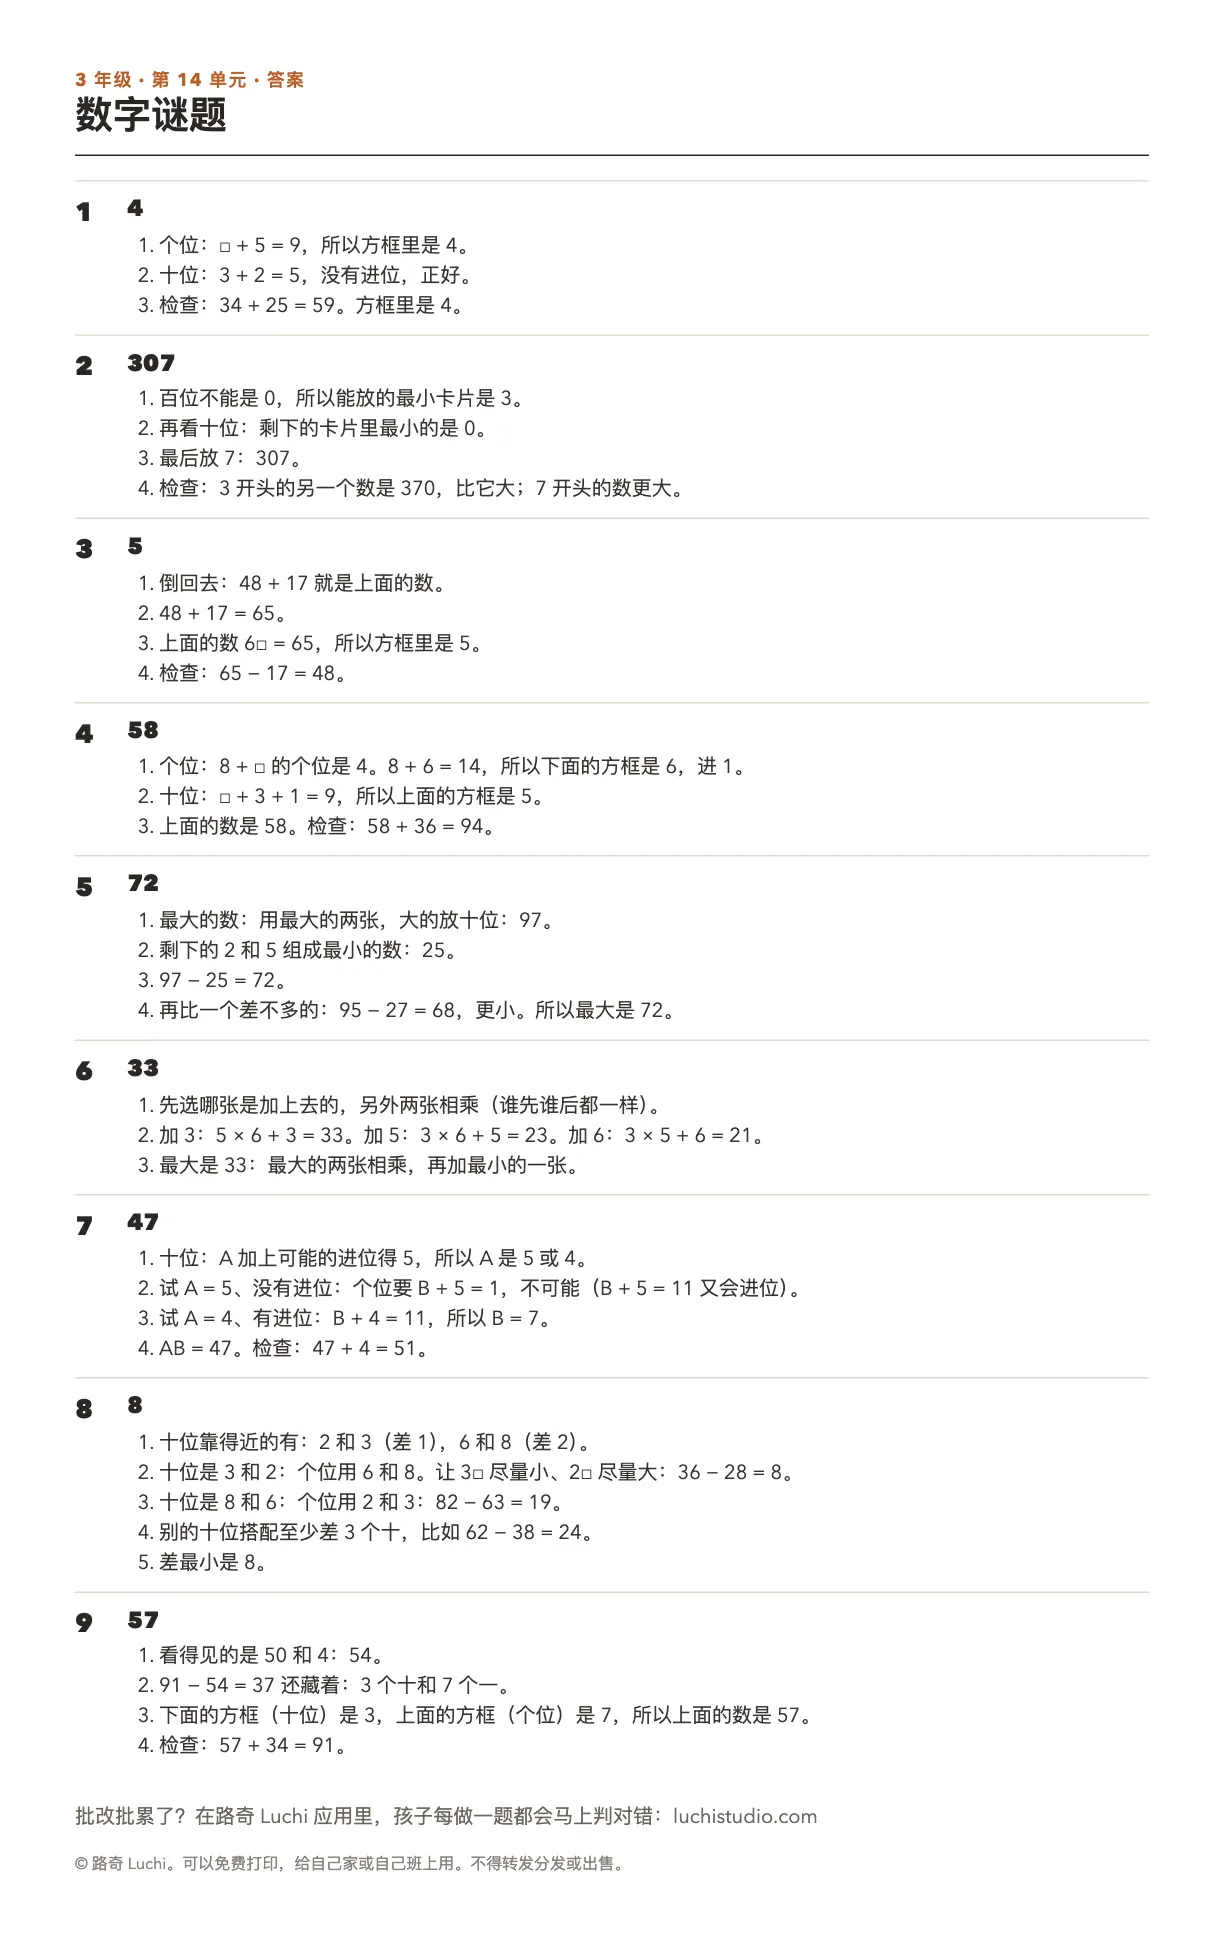 3 年级 · 第 14 单元 · 答案
数字谜题
1 4
1. 个位：□ + 5 = 9，所以方框里是 4。
2. 十位：3 + 2 = 5，没有进位，正好。
3. 检查：34 + 25 = 59。方框里是 4。
2 307
1. 百位不能是 0，所以能放的最小卡片是 3。
2. 再看十位：剩下的卡片里最小的是 0。
3. 最后放 7：307。
4. 检查：3 开头的另一个数是 370，比它大；7 开头的数更大。
3 5
1. 倒回去：48 + 17 就是上面的数。
2. 48 + 17 = 65。
3. 上面的数 6□ = 65，所以方框里是 5。
4. 检查：65 − 17 = 48。
4 58
1. 个位：8 + □ 的个位是 4。8 + 6 = 14，所以下面的方框是 6，进 1。
2. 十位：□ + 3 + 1 = 9，所以上面的方框是 5。
3. 上面的数是 58。检查：58 + 36 = 94。
5 72
1. 最大的数：用最大的两张，大的放十位：97。
2. 剩下的 2 和 5 组成最小的数：25。
3. 97 − 25 = 72。
4. 再比一个差不多的：95 − 27 = 68，更小。所以最大是 72。
6 33
1. 先选哪张是加上去的，另外两张相乘（谁先谁后都一样）。
2. 加 3：5 × 6 + 3 = 33。加 5：3 × 6 + 5 = 23。加 6：3 × 5 + 6 = 21。
3. 最大是 33：最大的两张相乘，再加最小的一张。
7 47
1. 十位：A 加上可能的进位得 5，所以 A 是 5 或 4。
2. 试 A = 5、没有进位：个位要 B + 5 = 1，不可能（B + 5 = 11 又会进位）。
3. 试 A = 4、有进位：B + 4 = 11，所以 B = 7。
4. AB = 47。检查：47 + 4 = 51。
8 8
1. 十位靠得近的有：2 和 3（差 1），6 和 8（差 2）。
2. 十位是 3 和 2：个位用 6 和 8。让 3□ 尽量小、2□ 尽量大：36 − 28 = 8。
3. 十位是 8 和 6：个位用 2 和 3：82 − 63 = 19。
4. 别的十位搭配至少差 3 个十，比如 62 − 38 = 24。
5. 差最小是 8。
9 57
1. 看得见的是 50 和 4：54。
2. 91 − 54 = 37 还藏着：3 个十和 7 个一。
3. 下面的方框（十位）是 3，上面的方框（个位）是 7，所以上面的数是 57。
4. 检查：57 + 34 = 91。
批改批累了？在路奇 Luchi 应用里，孩子每做一题都会马上判对错：luchistudio.com
© 路奇 Luchi。可以免费打印，给自己家或自己班上用。不得转发分发或出售。